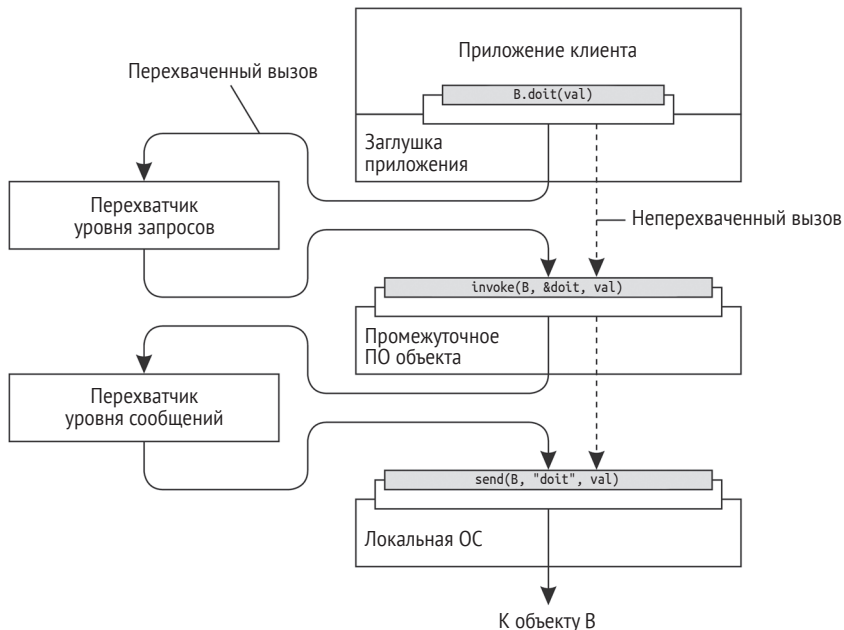 Приложение клиента
Перехваченный вызов
B.doit(val)
Заглушка
приложения
Перехватчик
уровня запросов
Неперехваченный вызов
invoke(B, &doit, val)
Промежуточное
ПО объекта
Перехватчик
уровня сообщений
send(B, "doit", val)
Локальная ОС
К объекту B